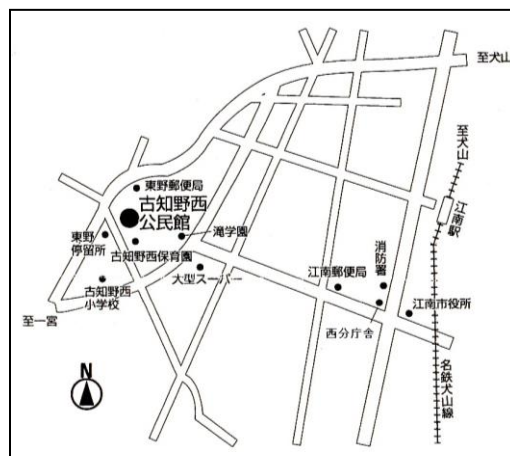 至犬山
至犬山
江南駅
東野郵便局
古知野西
公民館
東野
停留所
滝学園
古知野西保育園
大型スーパー
古知野西
小学校
至一宮
消防署
江南郵便局
江南市役所
西分庁舎
名鉄犬山線
N